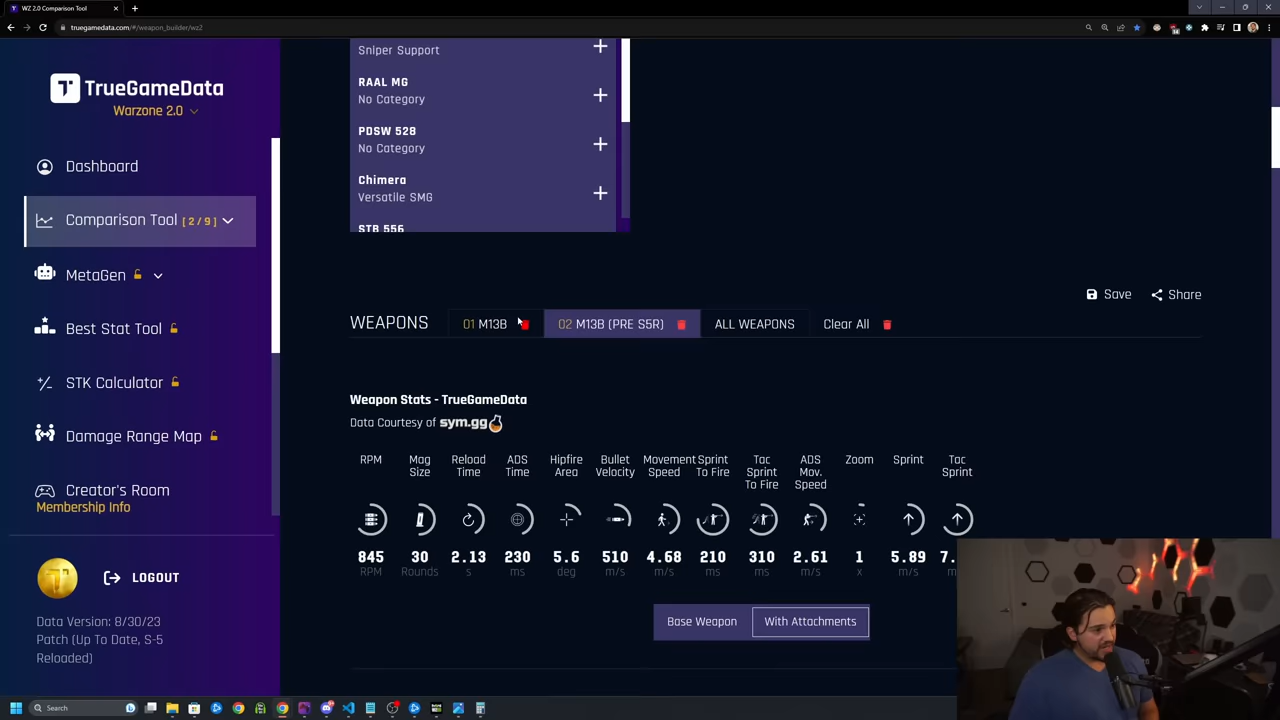 WZ 2.0 Comparison Tool
truegamedata.com/#/weapon_builder/wz2
TrueGameData
Warzone 2.0
Dashboard
Comparison Tool [ 2 / 9 ]
MetaGen
Best Stat Tool
STK Calculator
Damage Range Map
Creator's Room
Membership Info
LOGOUT
Data Version: 8/30/23
Patch (Up To Date, S-5
Reloaded)
Sniper Support
RAAL MG
No Category
PDSW 528
No Category
Chimera
Versatile SMG
STB 556
Save
Share
WEAPONS
01 M13B
02 M13B (PRE S5R)
ALL WEAPONS
Clear All
Weapon Stats - TrueGameData
Data Courtesy of sym.gg
RPM
Mag Size
Reload Time
ADS Time
Hipfire Area
Bullet Velocity
Movement Speed
Sprint To Fire
Tac Sprint To Fire
ADS Mov. Speed
Zoom
Sprint
Tac Sprint
845 30 2.13 230 5.6 510 4.68 210 310 2.61 1 5.89 7.
RPM Rounds s ms deg m/s m/s ms ms m/s x m/s m/s
Base Weapon
With Attachments
Search